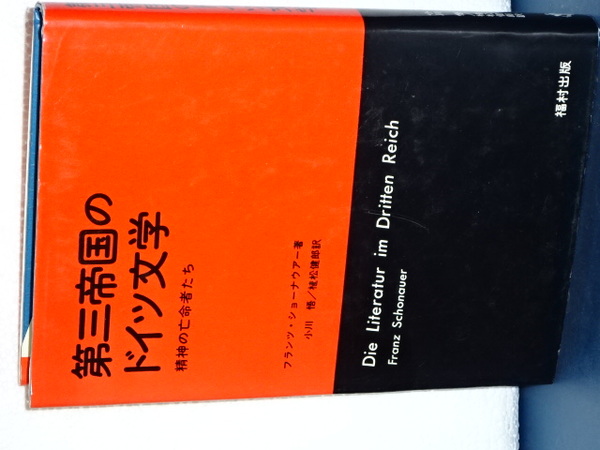 第三帝国の
ドイツ文学
精神の亡命者たち
フランツ・ショーナウアー著
小川 悟／植松健郎訳
Die Literatur im Dritten Reich
Franz Schonauer
福村出版